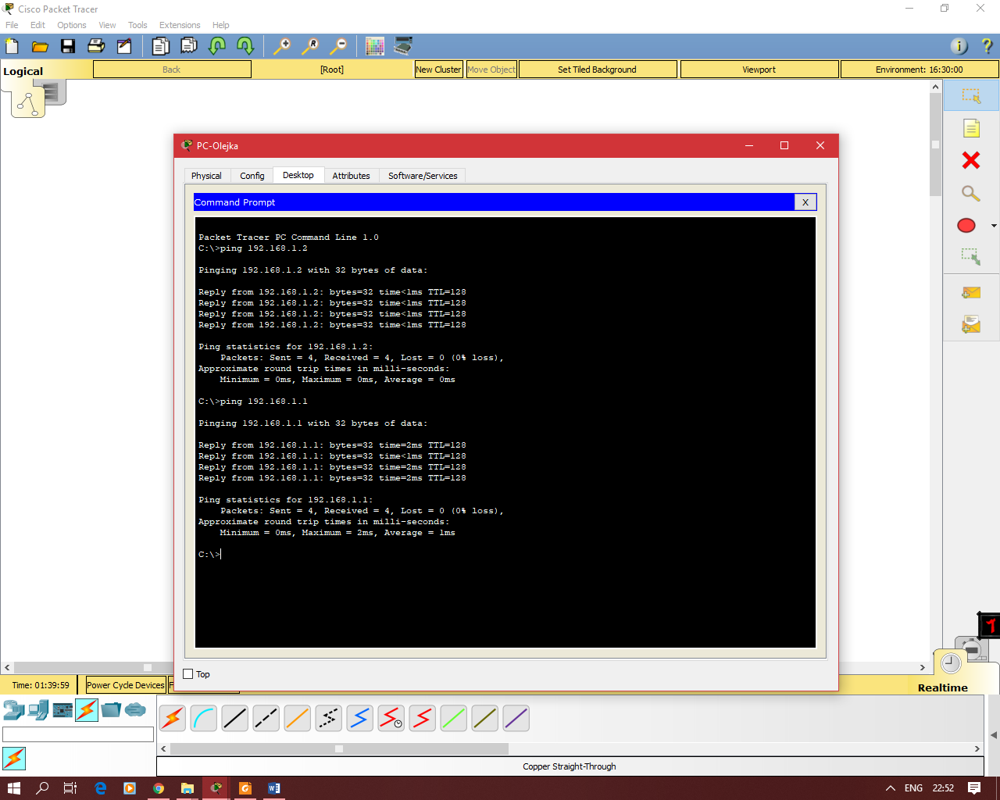 Cisco Packet Tracer
File Edit Options View Tools Extensions Help
Logical Back [Root] New Cluster Move Object Set Tiled Background Viewport Environment: 16:30:00
PC-Olejka
Physical Config Desktop Attributes Software/Services
Command Prompt X
Packet Tracer PC Command Line 1.0
C:\>ping 192.168.1.2
Pinging 192.168.1.2 with 32 bytes of data:
Reply from 192.168.1.2: bytes=32 time<1ms TTL=128
Reply from 192.168.1.2: bytes=32 time<1ms TTL=128
Reply from 192.168.1.2: bytes=32 time<1ms TTL=128
Reply from 192.168.1.2: bytes=32 time<1ms TTL=128
Ping statistics for 192.168.1.2:
Packets: Sent = 4, Received = 4, Lost = 0 (0% loss),
Approximate round trip times in milli-seconds:
Minimum = 0ms, Maximum = 0ms, Average = 0ms
C:\>ping 192.168.1.1
Pinging 192.168.1.1 with 32 bytes of data:
Reply from 192.168.1.1: bytes=32 time=2ms TTL=128
Reply from 192.168.1.1: bytes=32 time<1ms TTL=128
Reply from 192.168.1.1: bytes=32 time=2ms TTL=128
Reply from 192.168.1.1: bytes=32 time=2ms TTL=128
Ping statistics for 192.168.1.1:
Packets: Sent = 4, Received = 4, Lost = 0 (0% loss),
Approximate round trip times in milli-seconds:
Minimum = 0ms, Maximum = 2ms, Average = 1ms
C:\>
Top
Time: 01:39:59 Power Cycle Devices
Realtime
Copper Straight-Through
ENG 22:52